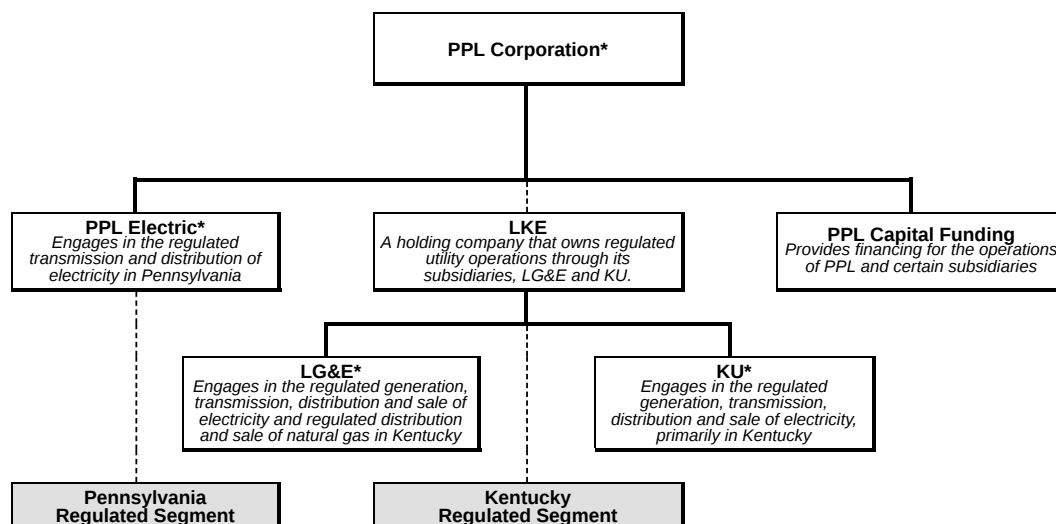 PPL Corporation*
PPL Electric*
Engages in the regulated
transmission and distribution of
electricity in Pennsylvania
LKE
A holding company that owns regulated
utility operations through its
subsidiaries, LG&E and KU.
PPL Capital Funding
Provides financing for the operations
of PPL and certain subsidiaries
LG&E*
Engages in the regulated generation,
transmission, distribution and sale of
electricity and regulated distribution
and sale of natural gas in Kentucky
KU*
Engages in the regulated
generation, transmission,
distribution and sale of electricity,
primarily in Kentucky
Pennsylvania
Regulated Segment
Kentucky
Regulated Segment